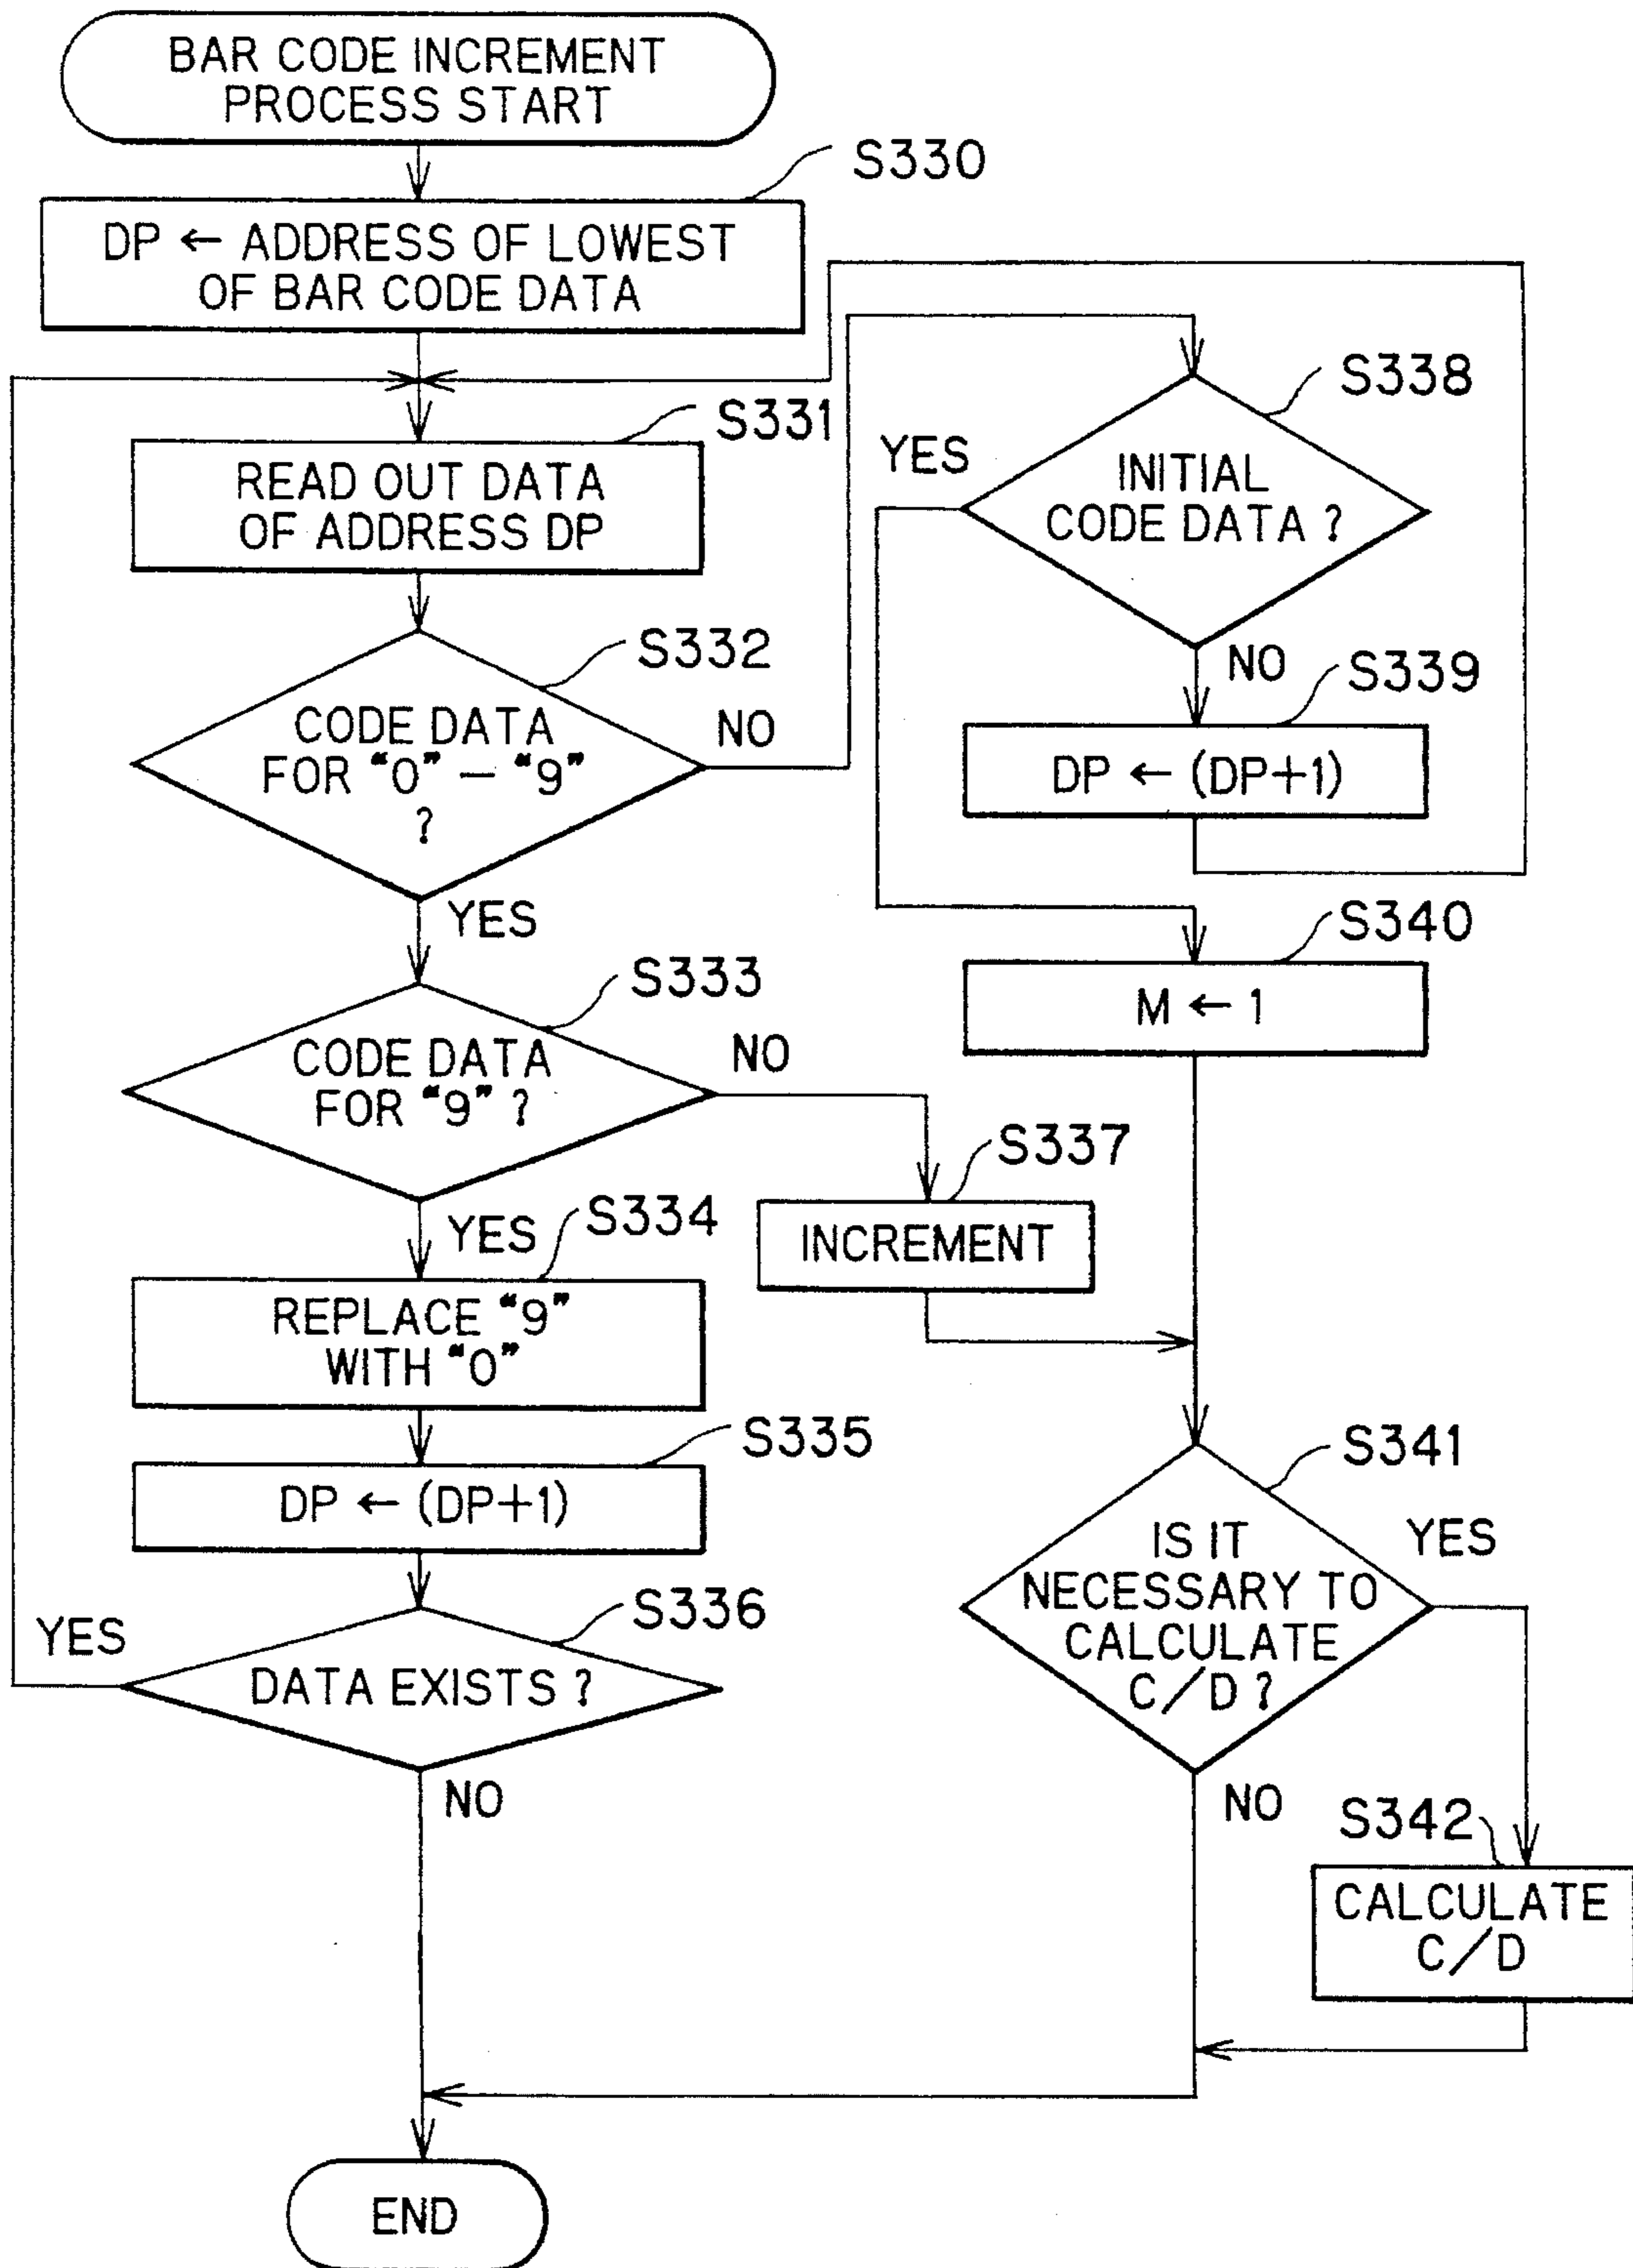 BAR CODE INCREMENT
PROCESS START
S330
DP ← ADDRESS OF LOWEST
OF BAR CODE DATA
S331
READ OUT DATA
OF ADDRESS DP
S332
CODE DATA
FOR “0” – “9”
?
NO
YES
S333
CODE DATA
FOR “9” ?
NO
YES
S334
REPLACE “9”
WITH “0”
S335
DP ← (DP+1)
S336
DATA EXISTS ?
YES
NO
S337
INCREMENT
S338
INITIAL
CODE DATA ?
YES
NO
S339
DP ← (DP+1)
S340
M ← 1
S341
IS IT
NECESSARY TO
CALCULATE
C/D ?
YES
NO
S342
CALCULATE
C/D
END